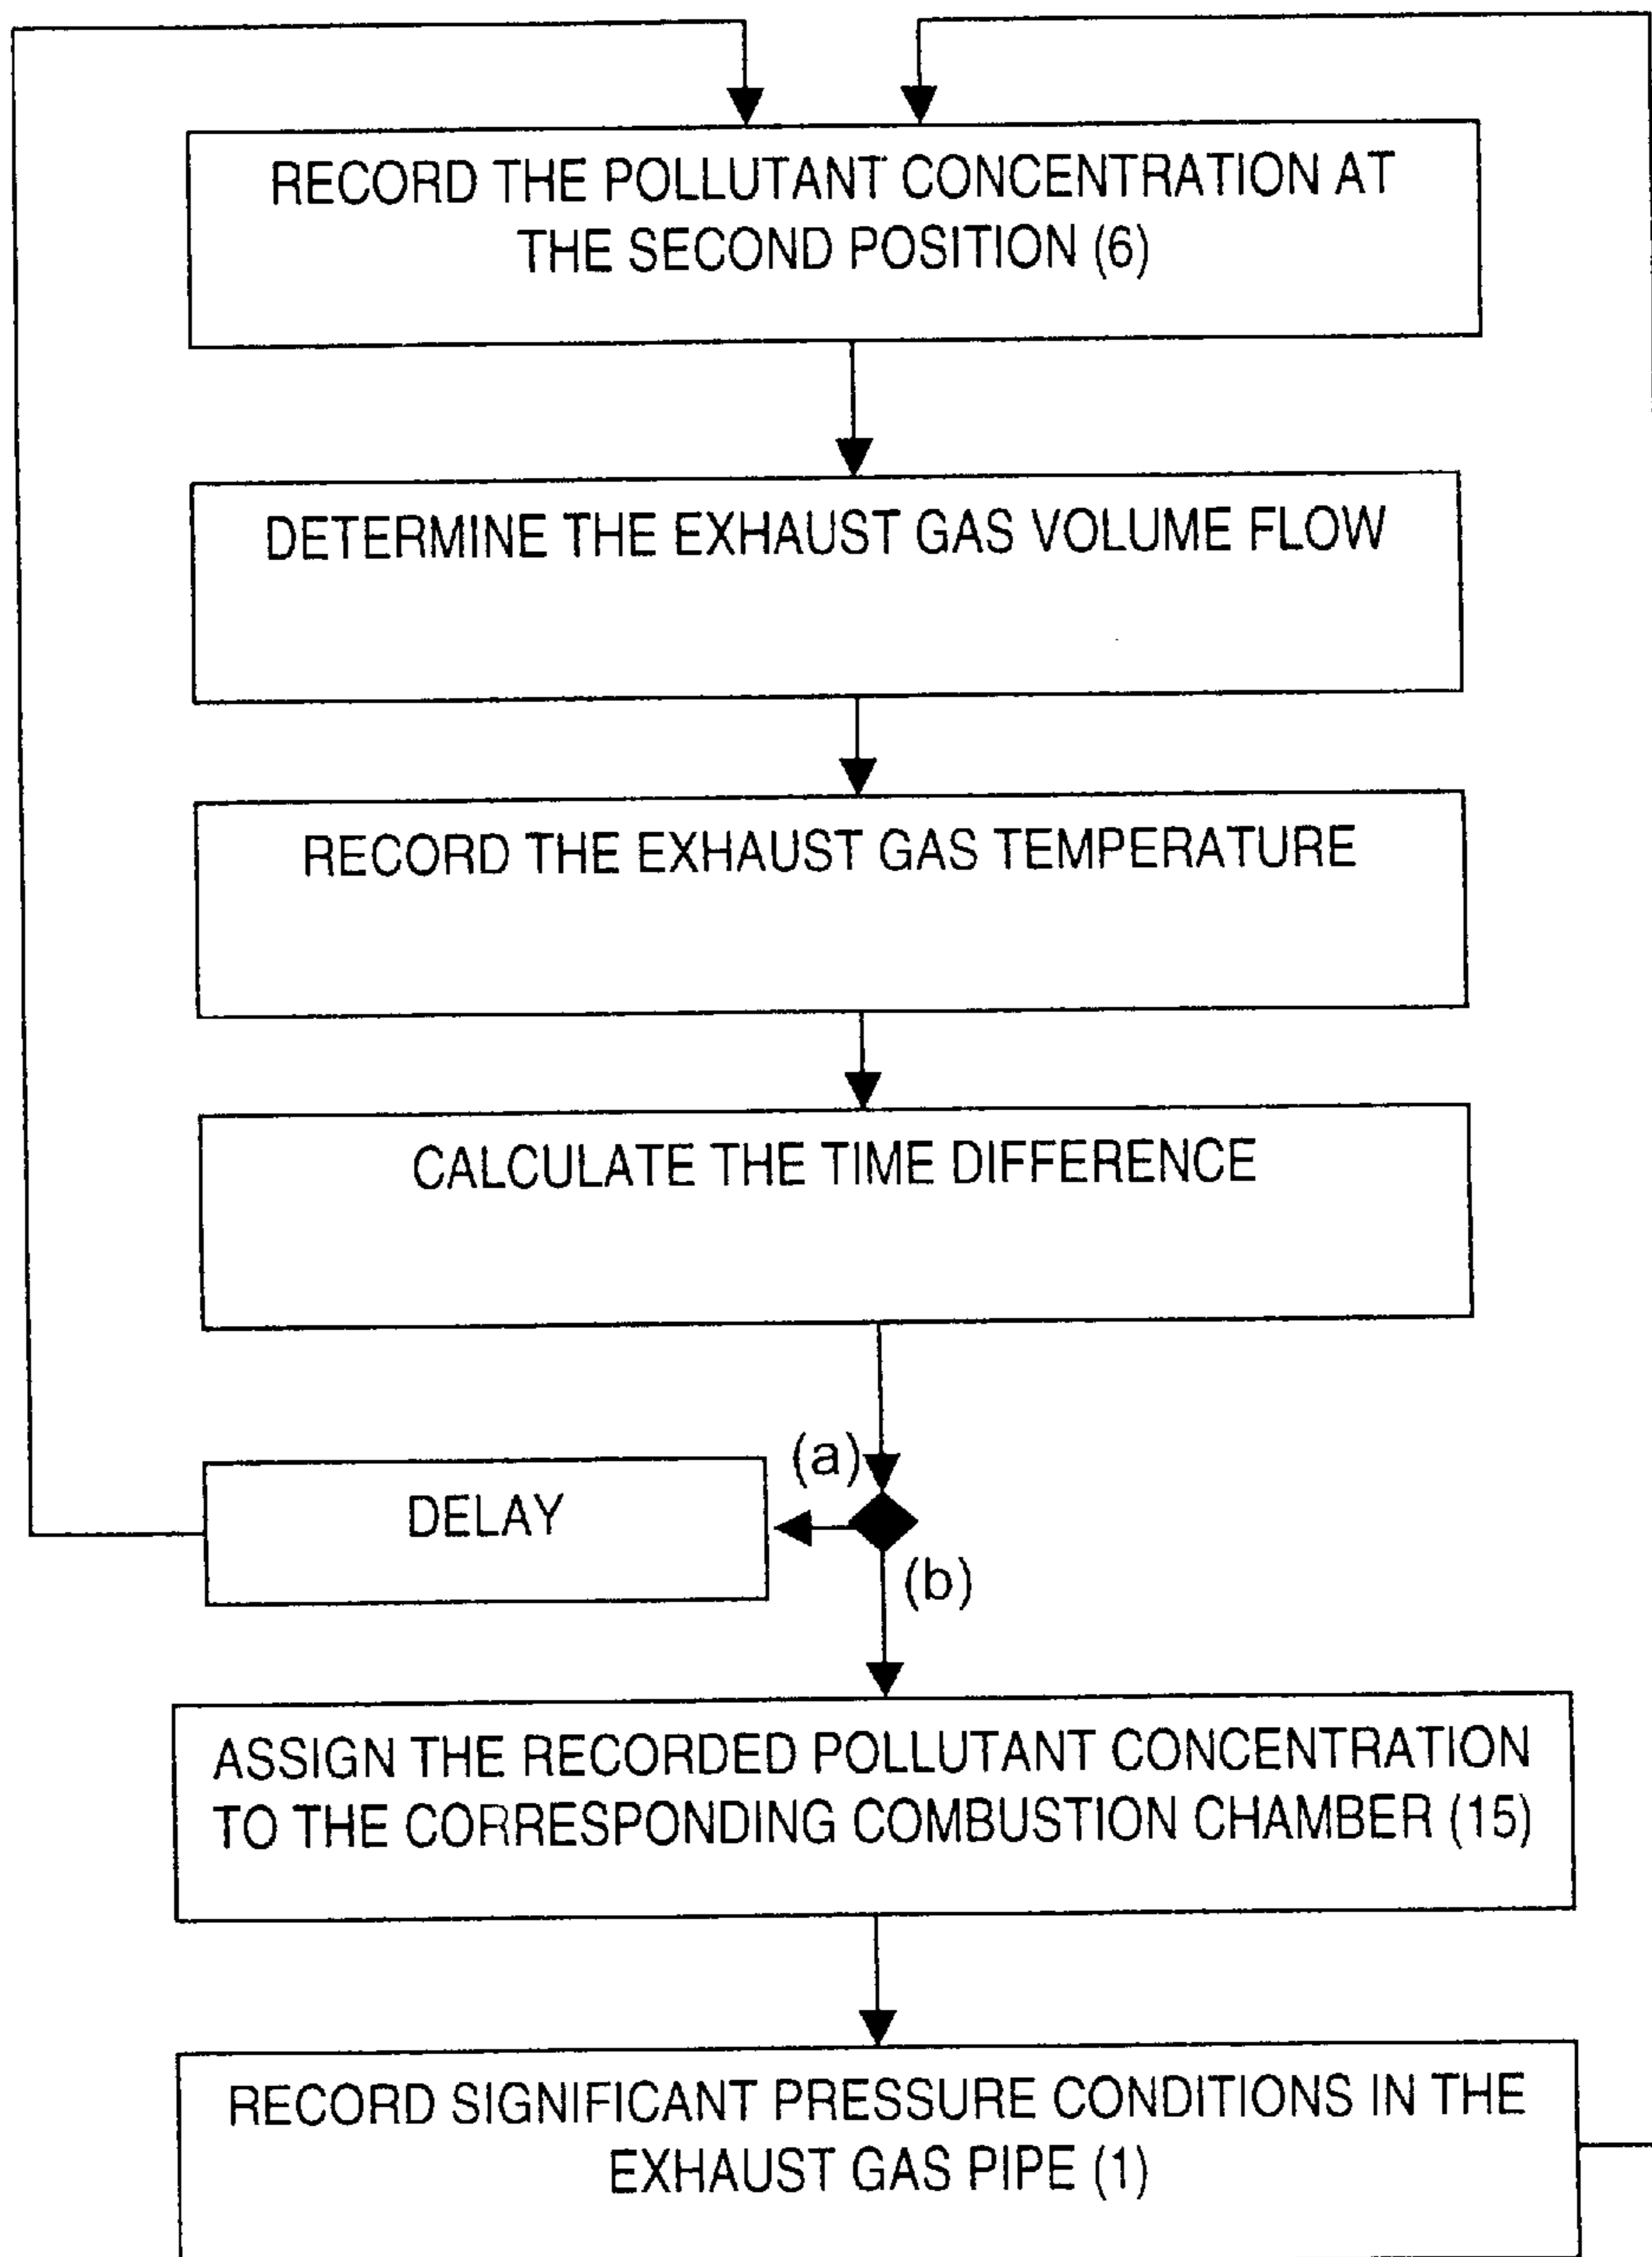 RECORD THE POLLUTANT CONCENTRATION AT
THE SECOND POSITION (6)
DETERMINE THE EXHAUST GAS VOLUME FLOW
RECORD THE EXHAUST GAS TEMPERATURE
CALCULATE THE TIME DIFFERENCE
(a)
DELAY
(b)
ASSIGN THE RECORDED POLLUTANT CONCENTRATION
TO THE CORRESPONDING COMBUSTION CHAMBER (15)
RECORD SIGNIFICANT PRESSURE CONDITIONS IN THE
EXHAUST GAS PIPE (1)